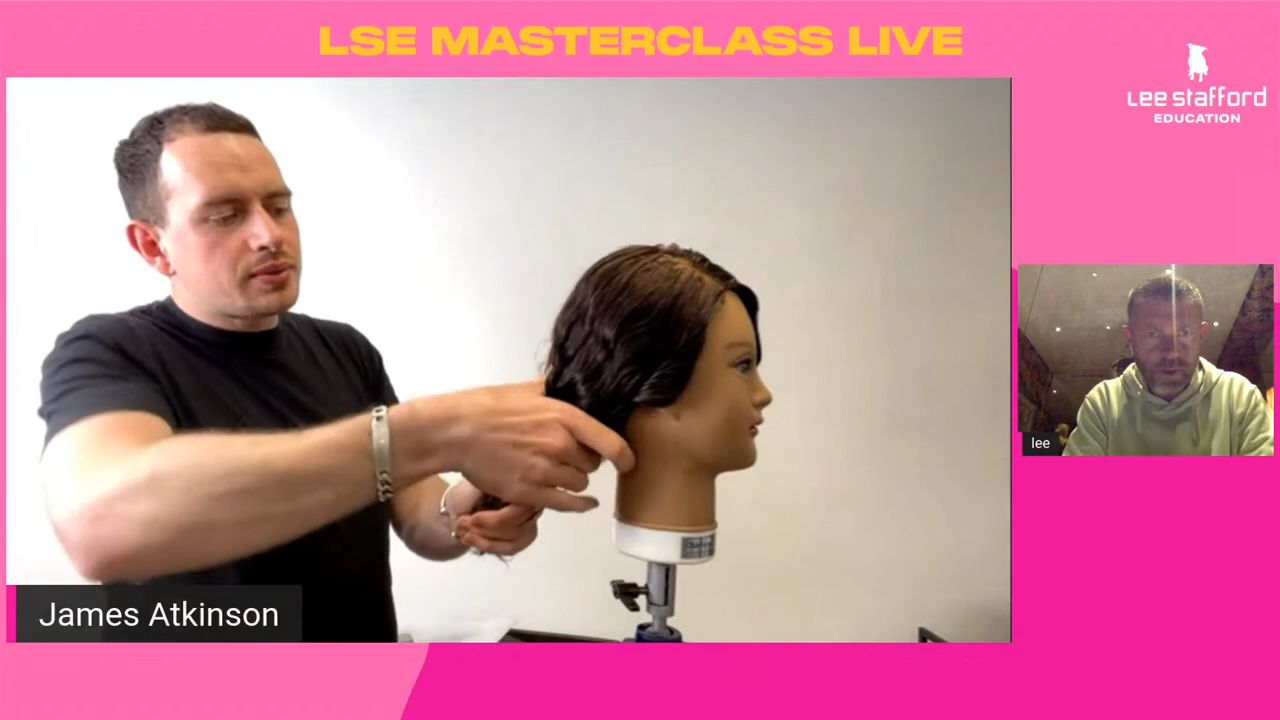 LSE MASTERCLASS LIVE
Lee Stafford
EDUCATION
lee
James Atkinson